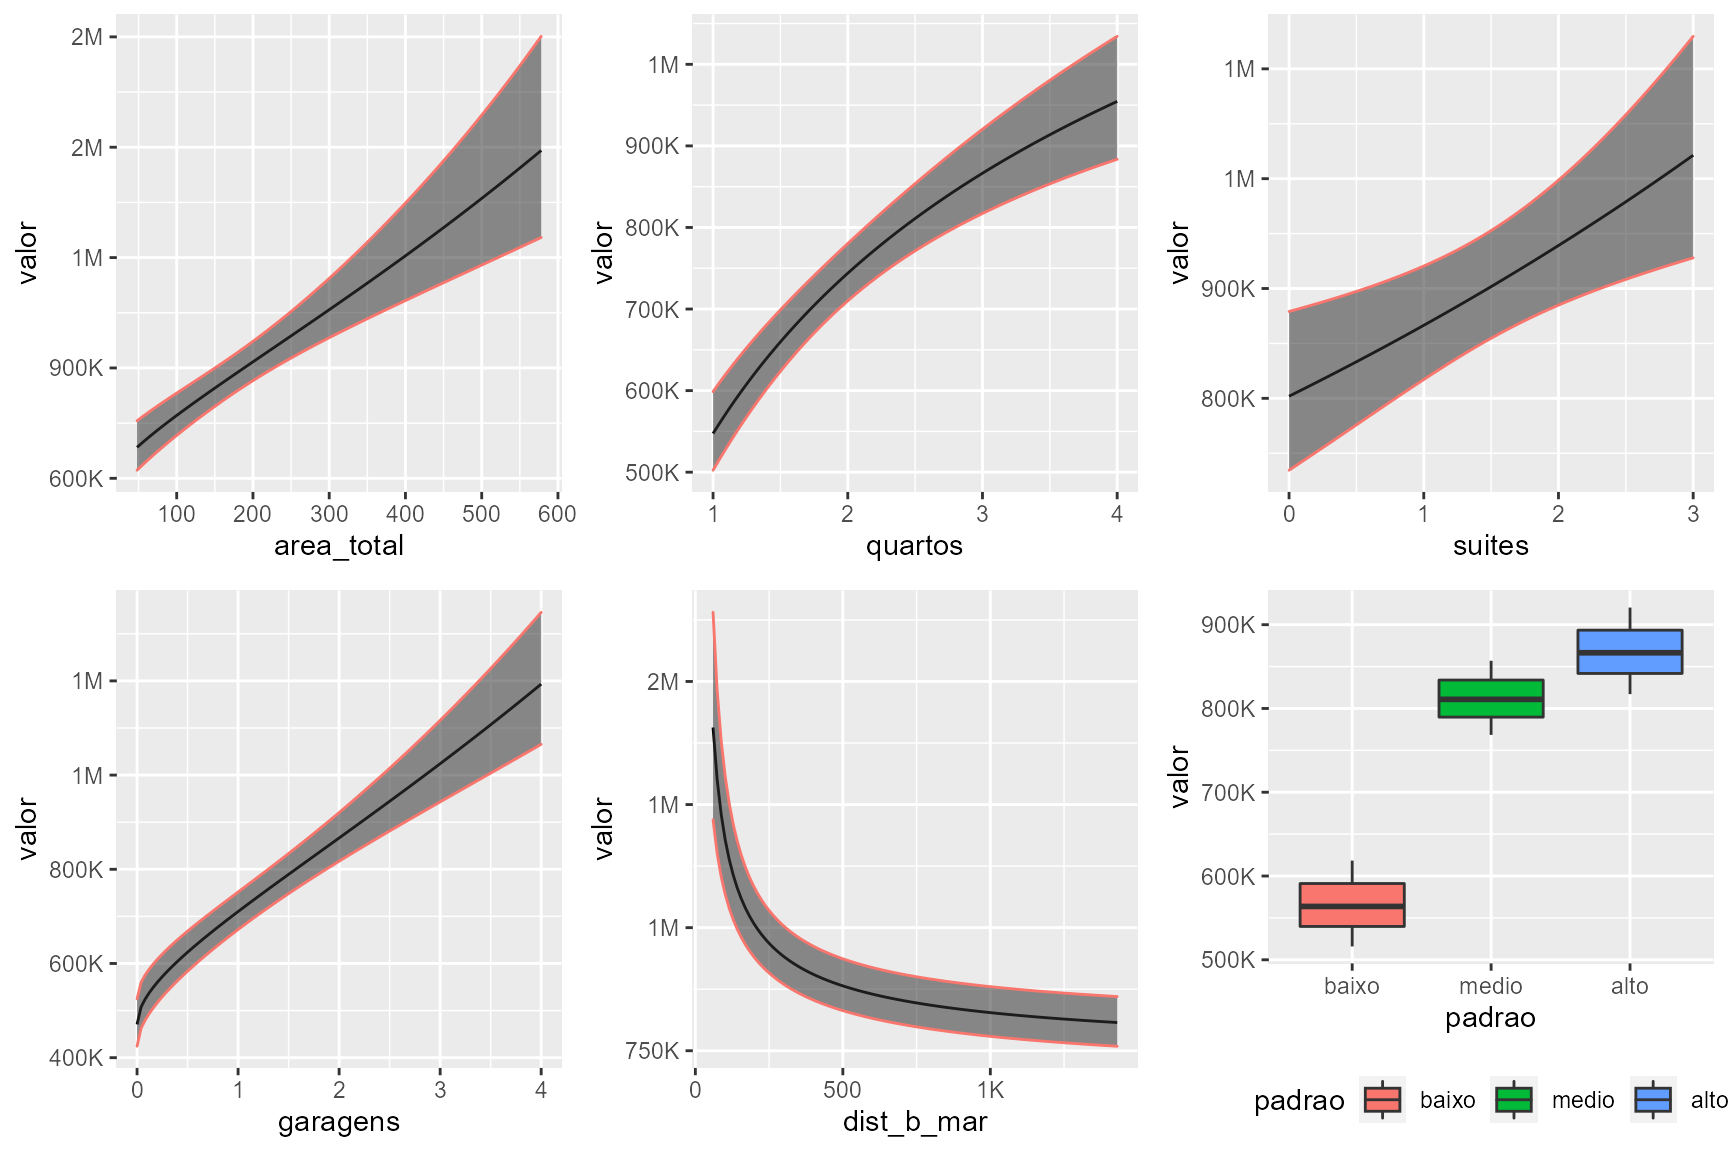 valor
2M
2M
1M
900K
600K
100 200 300 400 500 600
area_total
valor
1M
900K
800K
700K
600K
500K
1 2 3 4
quartos
valor
1M
1M
900K
800K
0 1 2 3
suites
valor
1M
1M
800K
600K
400K
0 1 2 3 4
garagens
valor
2M
1M
1M
750K
0 500 1K
dist_b_mar
valor
900K
800K
700K
600K
500K
baixo medio alto
padrao
padrao baixo medio alto